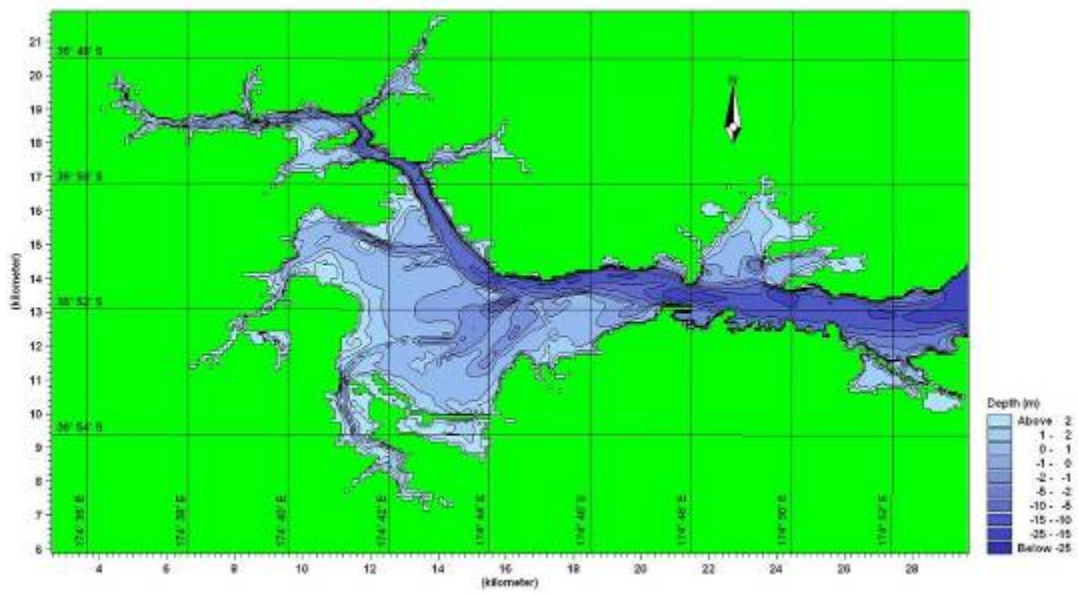 21
20
19
18
17
16
15
14
13
12
11
10
9
8
7
6
(kilometer)
36° 48' S
36° 50' S
36° 52' S
36° 54' S
N
174° 36' E
174° 38' E
174° 40' E
174° 42' E
174° 44' E
174° 46' E
174° 48' E
174° 50' E
174° 52' E
4 6 8 10 12 14 16 18 20 22 24 26 28
(kilometer)
Depth (m)
Above 2
1 - 2
0 - 1
-1 - 0
-2 - -1
-5 - -2
-10 - -5
-15 - -10
-25 - -15
Below -25